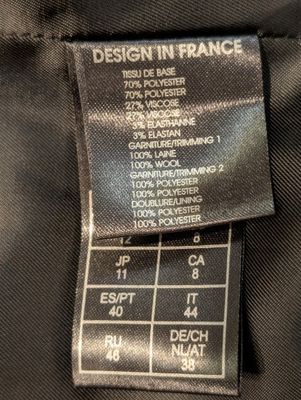 DESIGN IN FRANCE
TISSU DE BASE
70% POLYESTER
70% POLYESTER
27% VISCOSE
27% VISCOSE
3% ELASTHANNE
3% ELASTAN
GARNITURE/TRIMMING 1
100% LAINE
100% WOOL
GARNITURE/TRIMMING 2
100% POLYESTER
100% POLYESTER
DOUBLURE/LINING
100% POLYESTER
100% POLYESTER
12 8
JP CA
11 8
ES/PT IT
40 44
RU DE/CH
46 NL/AT
38